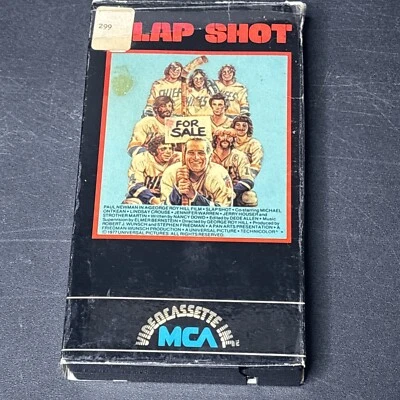 299
LAP SHOT
CHIEFS
FOR
SALE
PAUL NEWMAN IN A GEORGE ROY HILL FILM • SLAP SHOT • Co-starring MICHAEL
ONTKEAN • LINDSAY CROUSE • JENNIFER WARREN • JERRY HOUSER and
STROTHER MARTIN • Written by NANCY DOWD • Edited by DEDE ALLEN • Music
Supervision by ELMER BERNSTEIN • Directed by GEORGE ROY HILL • Produced by
ROBERT J. WUNSCH and STEPHEN FRIEDMAN • A PAN ARTS PRESENTATION • A
FRIEDMAN WUNSCH PRODUCTION • A UNIVERSAL PICTURE • TECHNICOLOR®
© 1977 UNIVERSAL PICTURES. ALL RIGHTS RESERVED.
VIDEOCASSETTE INC.
MCA